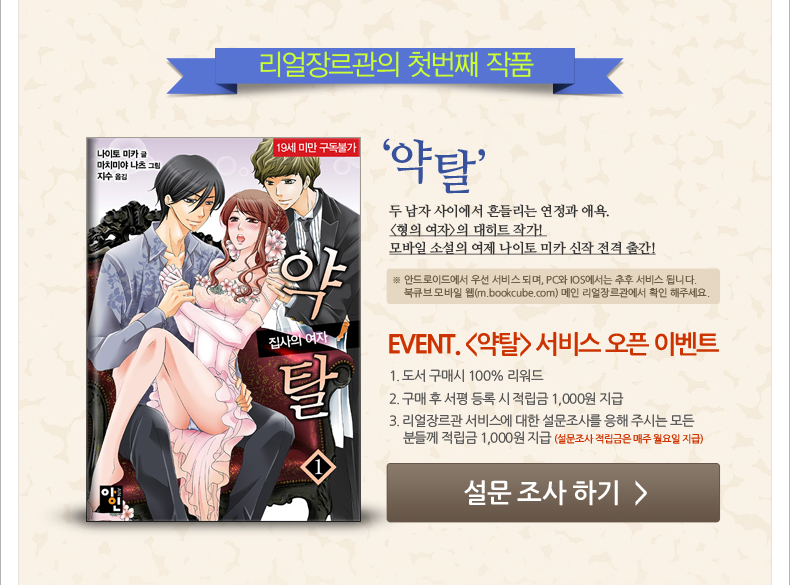 리얼장르관의 첫번째 작품
나이토 미카 글
마치미야 나츠 그림
지수 옮김
19세 미만 구독불가
약탈
집사의 여자
1
아인
‘약탈’
두 남자 사이에서 흔들리는 연정과 애욕.
<형의 여자>의 대히트 작가!
모바일 소설의 여제 나이토 미카 신작 전격 출간!
※ 안드로이드에서 우선 서비스 되며, PC와 IOS에서는 추후 서비스 됩니다.
북큐브 모바일 웹(m.bookcube.com) 메인 리얼장르관에서 확인 해주세요.
EVENT. <약탈> 서비스 오픈 이벤트
1. 도서 구매시 100% 리워드
2. 구매 후 서평 등록 시 적립금 1,000원 지급
3. 리얼장르관 서비스에 대한 설문조사를 응해 주시는 모든
분들께 적립금 1,000원 지급 (설문조사 적립금은 매주 월요일 지급)
설문 조사 하기 >